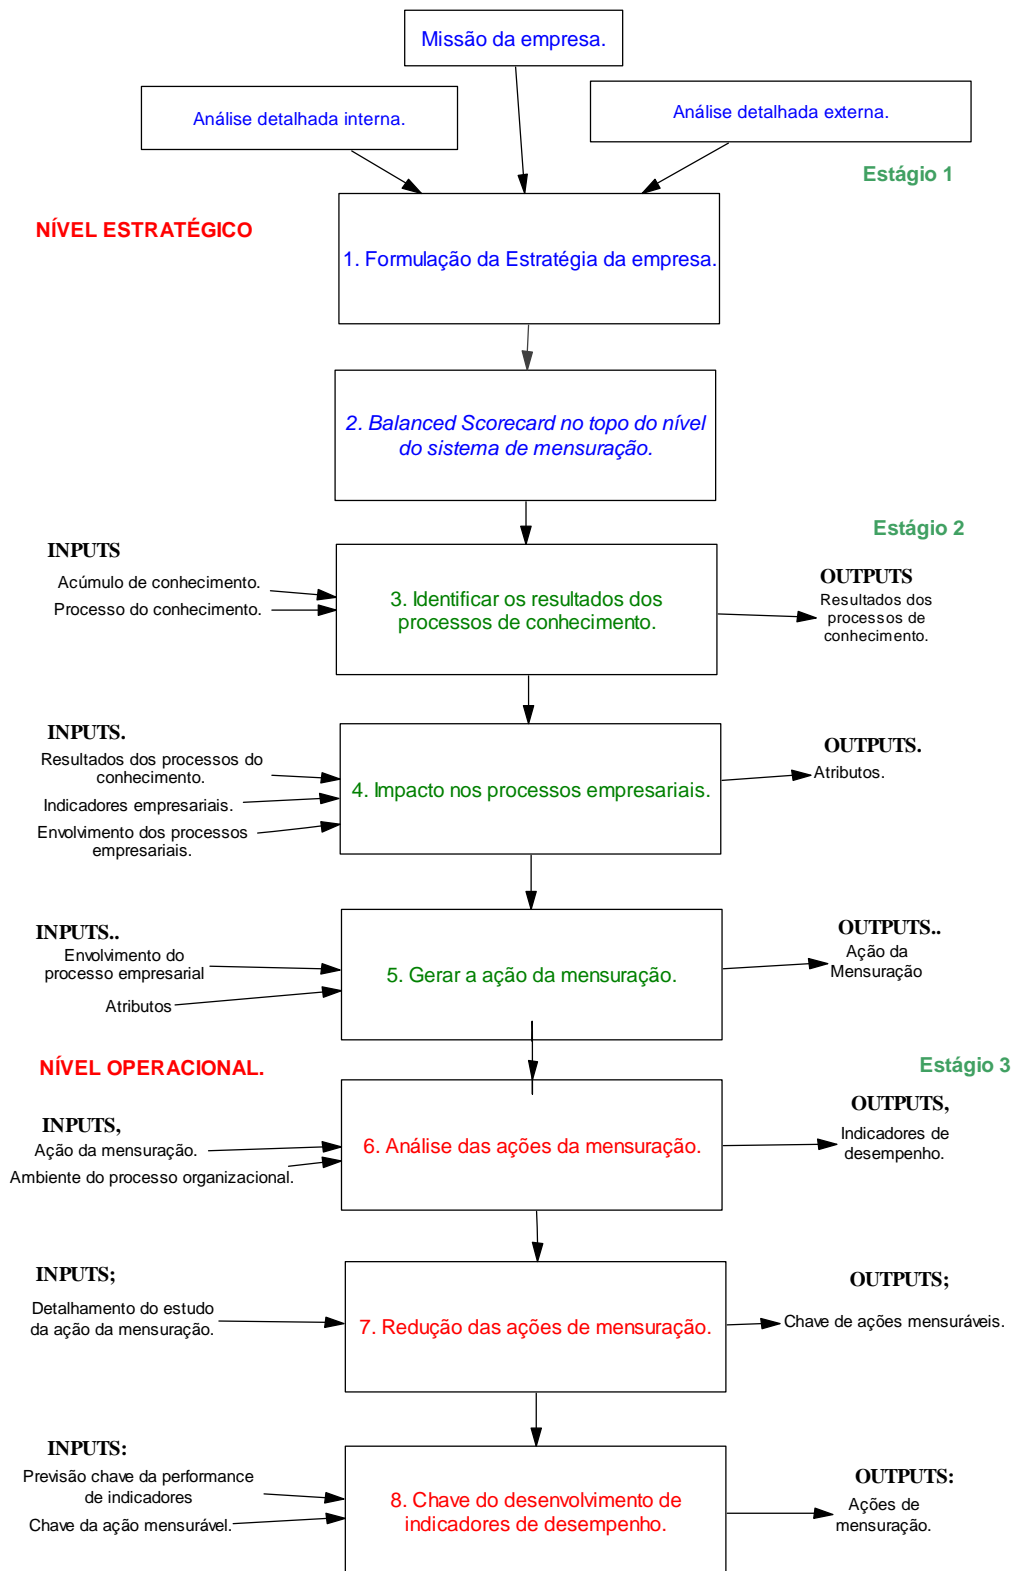 Missão da empresa.
Análise detalhada interna.
Análise detalhada externa.
Estágio 1
NÍVEL ESTRATÉGICO
1. Formulação da Estratégia da empresa.
2. Balanced Scorecard no topo do nível
do sistema de mensuração.
Estágio 2
INPUTS
Acúmulo de conhecimento.
Processo do conhecimento.
3. Identificar os resultados dos
processos de conhecimento.
OUTPUTS
Resultados dos
processos de
conhecimento.
INPUTS.
Resultados dos processos do
conhecimento.
Indicadores empresariais.
Envolvimento dos processos
empresariais.
4. Impacto nos processos empresariais.
OUTPUTS.
Atributos.
INPUTS..
Envolvimento do
processo empresarial
Atributos
5. Gerar a ação da mensuração.
OUTPUTS..
Ação da
Mensuração
NÍVEL OPERACIONAL.
Estágio 3
INPUTS,
Ação da mensuração.
Ambiente do processo organizacional.
6. Análise das ações da mensuração.
OUTPUTS,
Indicadores de
desempenho.
INPUTS;
Detalhamento do estudo
da ação da mensuração.
7. Redução das ações de mensuração.
OUTPUTS;
Chave de ações mensuráveis.
INPUTS:
Previsão chave da performance
de indicadores
Chave da ação mensurável.
8. Chave do desenvolvimento de
indicadores de desempenho.
OUTPUTS:
Ações de
mensuração.